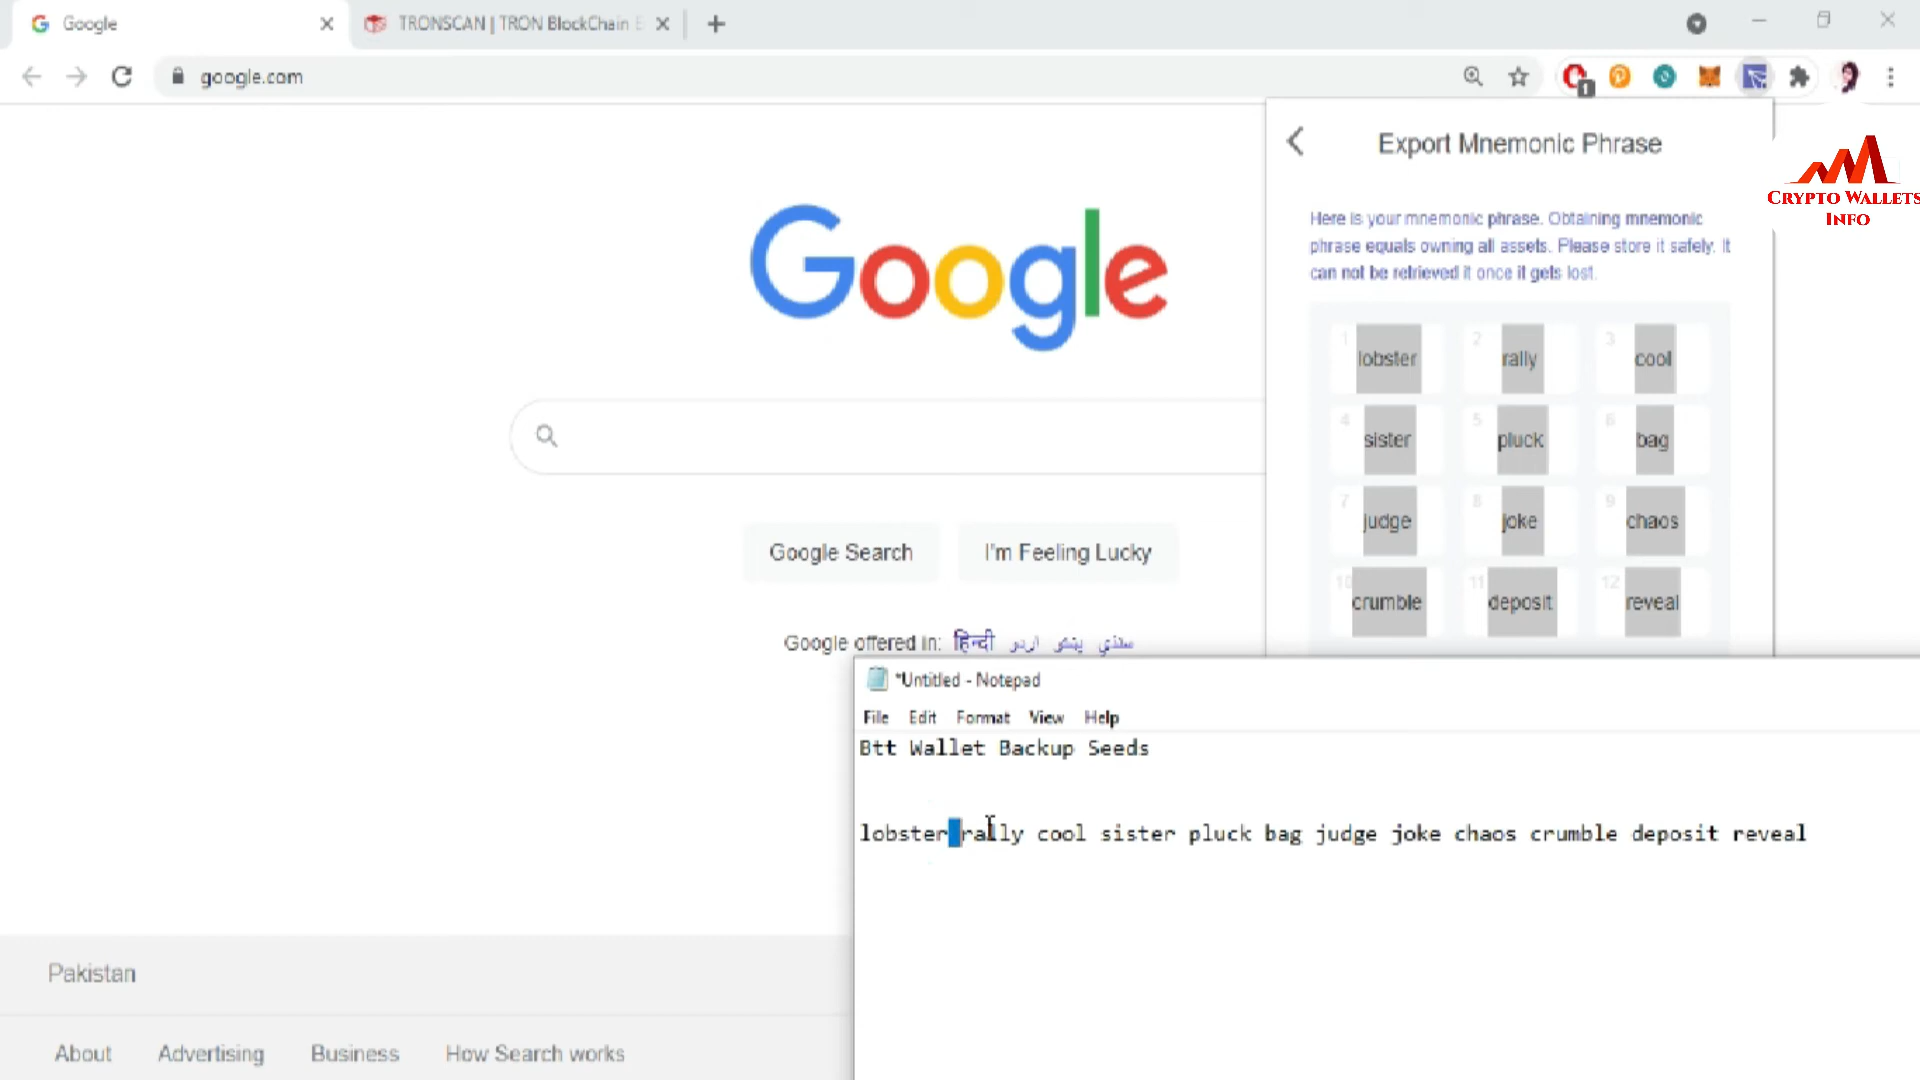 Google
TRONSCAN | TRON BlockChain E
google.com
1
Export Mnemonic Phrase
CRYPTO WALLETS
INFO
Here is your mnemonic phrase. Obtaining mnemonic
phrase equals owning all assets. Please store it safely. It
can not be retrieved it once it gets lost.
Google
1 lobster 2 rally 3 cool
4 sister 5 pluck 6 bag
7 judge 8 joke 9 chaos
10 crumble 11 deposit 12 reveal
Google Search I'm Feeling Lucky
Google offered in: हिन्दी اردو پښتو سنڌي
*Untitled - Notepad
File Edit Format View Help
Btt Wallet Backup Seeds
lobster rally cool sister pluck bag judge joke chaos crumble deposit reveal
Pakistan
About Advertising Business How Search works